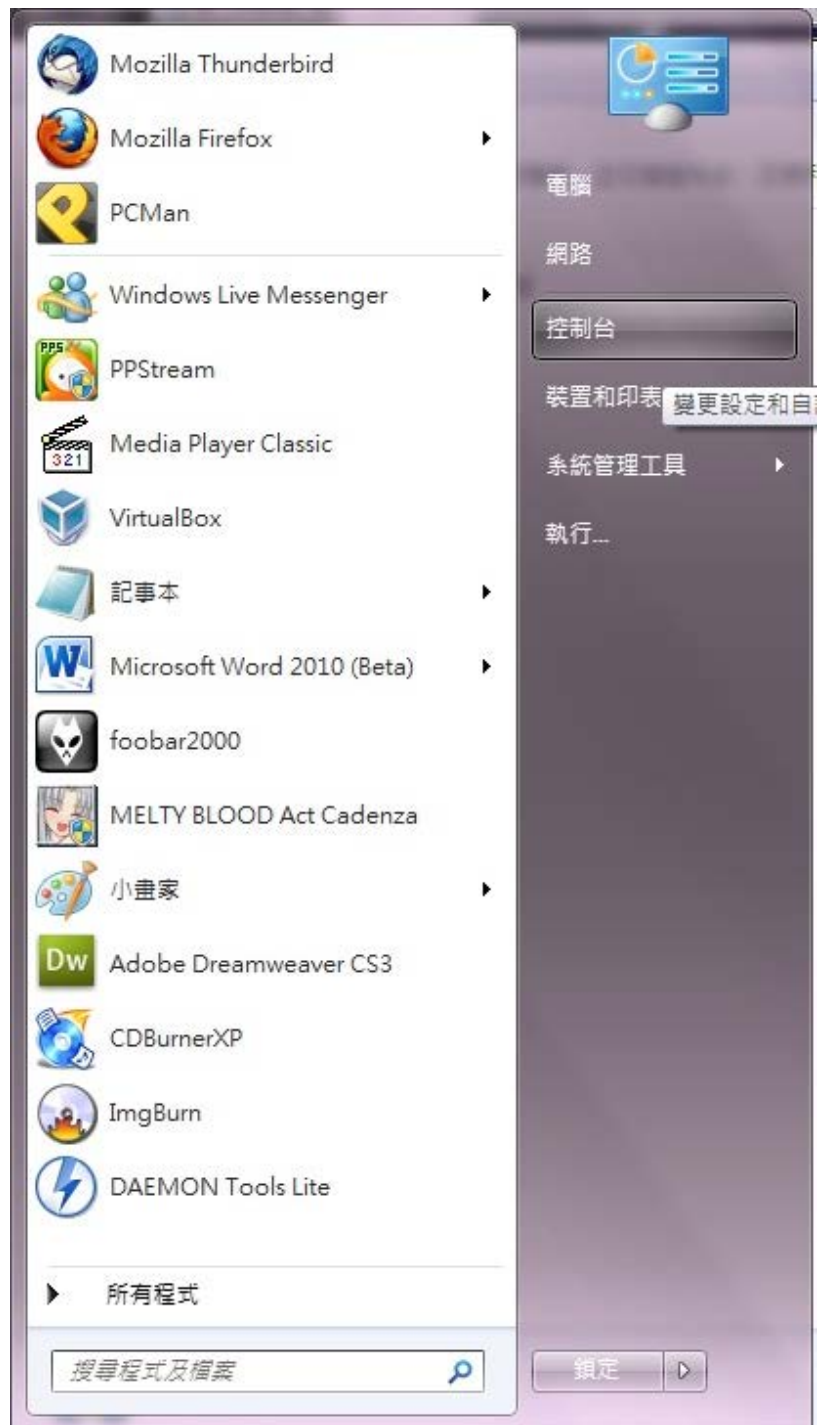 Mozilla Thunderbird
Mozilla Firefox
PCMan
Windows Live Messenger
PPS
PPStream
321
Media Player Classic
VirtualBox
記事本
W
Microsoft Word 2010 (Beta)
foobar2000
MELTY BLOOD Act Cadenza
小畫家
Dw
Adobe Dreamweaver CS3
CDBurnerXP
ImgBurn
DAEMON Tools Lite
所有程式
搜尋程式及檔案
電腦
網路
控制台
裝置和印表
變更設定和自
系統管理工具
執行...
鎖定